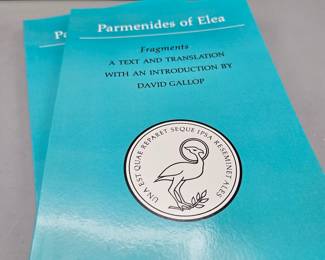 Pa
Parmenides of Elea
Fragments
A TEXT AND TRANSLATION
WITH AN INTRODUCTION BY
DAVID GALLOP
UNA EST QUAE REPARET SEQUE IPSA RESEMINET ALES